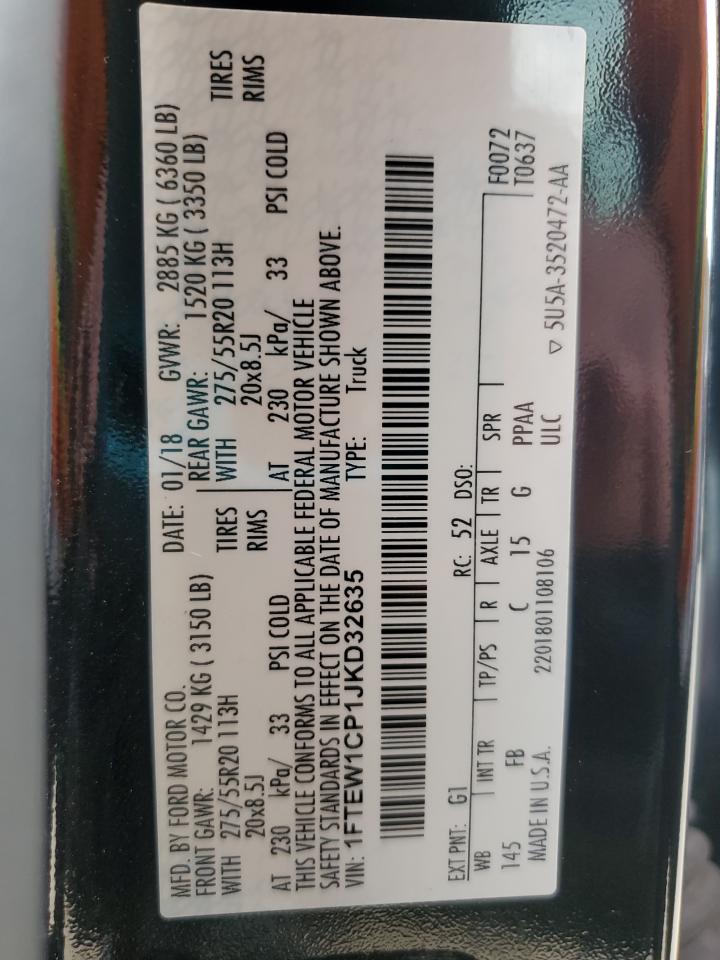 MFD. BY FORD MOTOR CO. DATE: 01/18 GVWR: 2885 KG ( 6360 LB)
FRONT GAWR: 1429 KG ( 3150 LB) REAR GAWR: 1520 KG ( 3350 LB)
WITH 275/55R20 113H TIRES WITH 275/55R20 113H TIRES
20x8.5J RIMS 20x8.5J RIMS
AT 230 kPa/ 33 PSI COLD AT 230 kPa/ 33 PSI COLD
THIS VEHICLE CONFORMS TO ALL APPLICABLE FEDERAL MOTOR VEHICLE
SAFETY STANDARDS IN EFFECT ON THE DATE OF MANUFACTURE SHOWN ABOVE.
VIN: 1FTEW1CP1JKD32635 TYPE: Truck
EXT PNT: G1 RC: 52 DSO: F0072
WB INT TR TP/PS R AXLE TR SPR T0637
145 FB C 15 G PPAA
ULC
MADE IN U.S.A. 2201801108106 ▽ 5U5A-3520472-AA